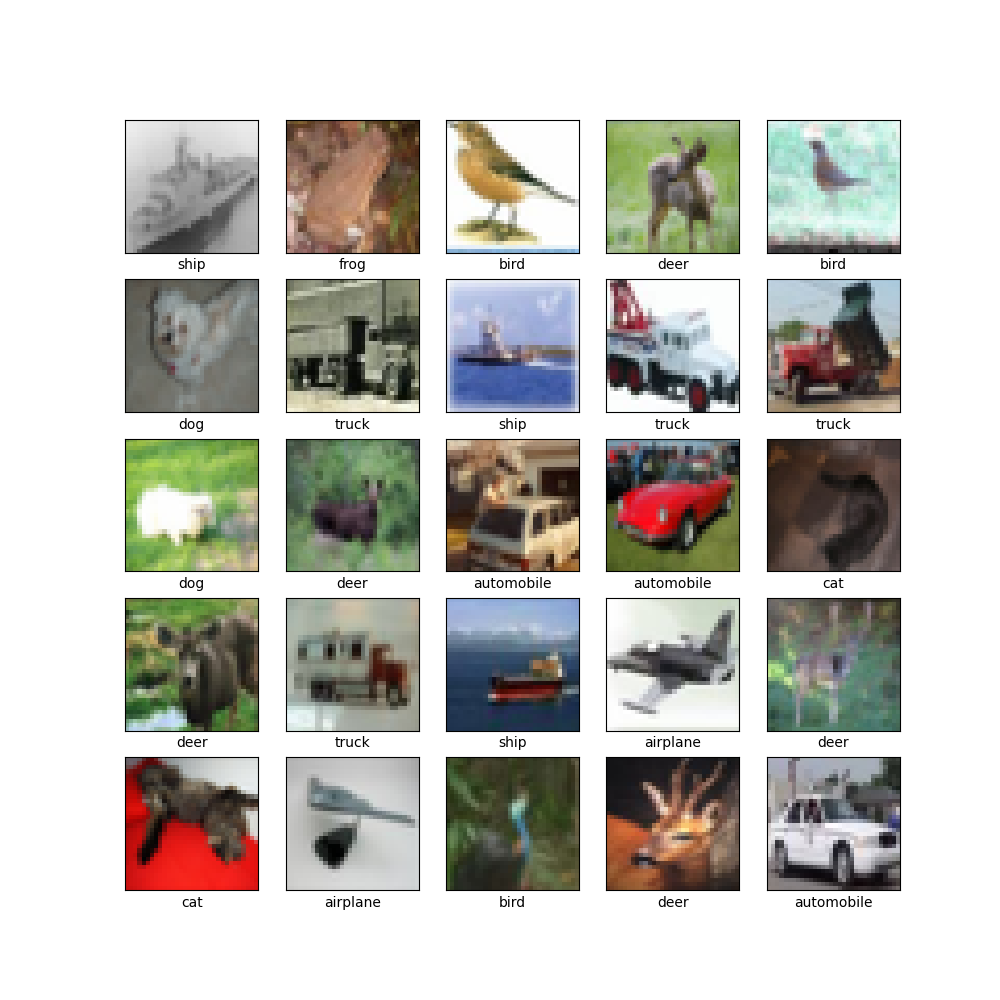 ship frog bird deer bird
dog truck ship truck truck
dog deer automobile automobile cat
deer truck ship airplane deer
cat airplane bird deer automobile